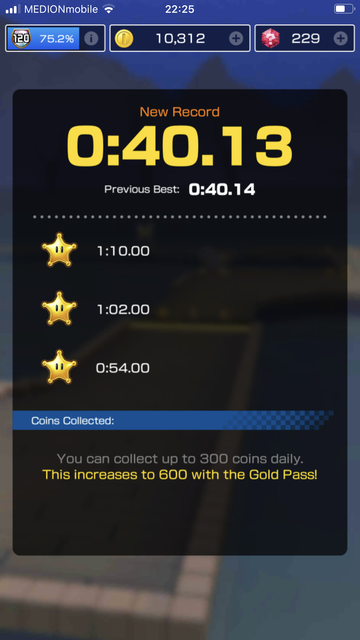 MEDIONmobile 22:25
120 75.2% i 10,312 + 229 +
New Record
0:40.13
Previous Best: 0:40.14
1:10.00
1:02.00
0:54.00
Coins Collected:
You can collect up to 300 coins daily.
This increases to 600 with the Gold Pass!